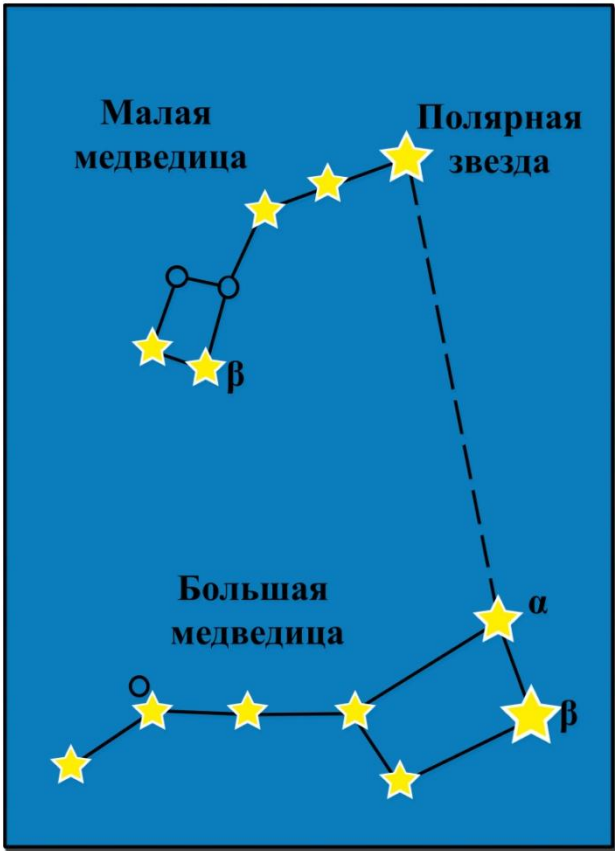 Малая
медведица
Полярная
звезда
β
Большая
медведица
α
β